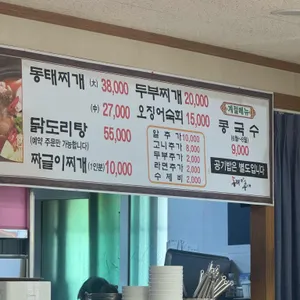 동태찌개 (大) 38,000
(中) 27,000
닭도리탕 55,000
(예약 주문만 가능합니다)
짜글이찌개 (1인분) 10,000
두부찌개 20,000
오징어숙회 15,000
알추가 10,000
고니추가 8,000
두부추가 2,000
라면추가 2,000
수제비 2,000
계절메뉴
콩국수
9,000
공기밥은 별도입니다